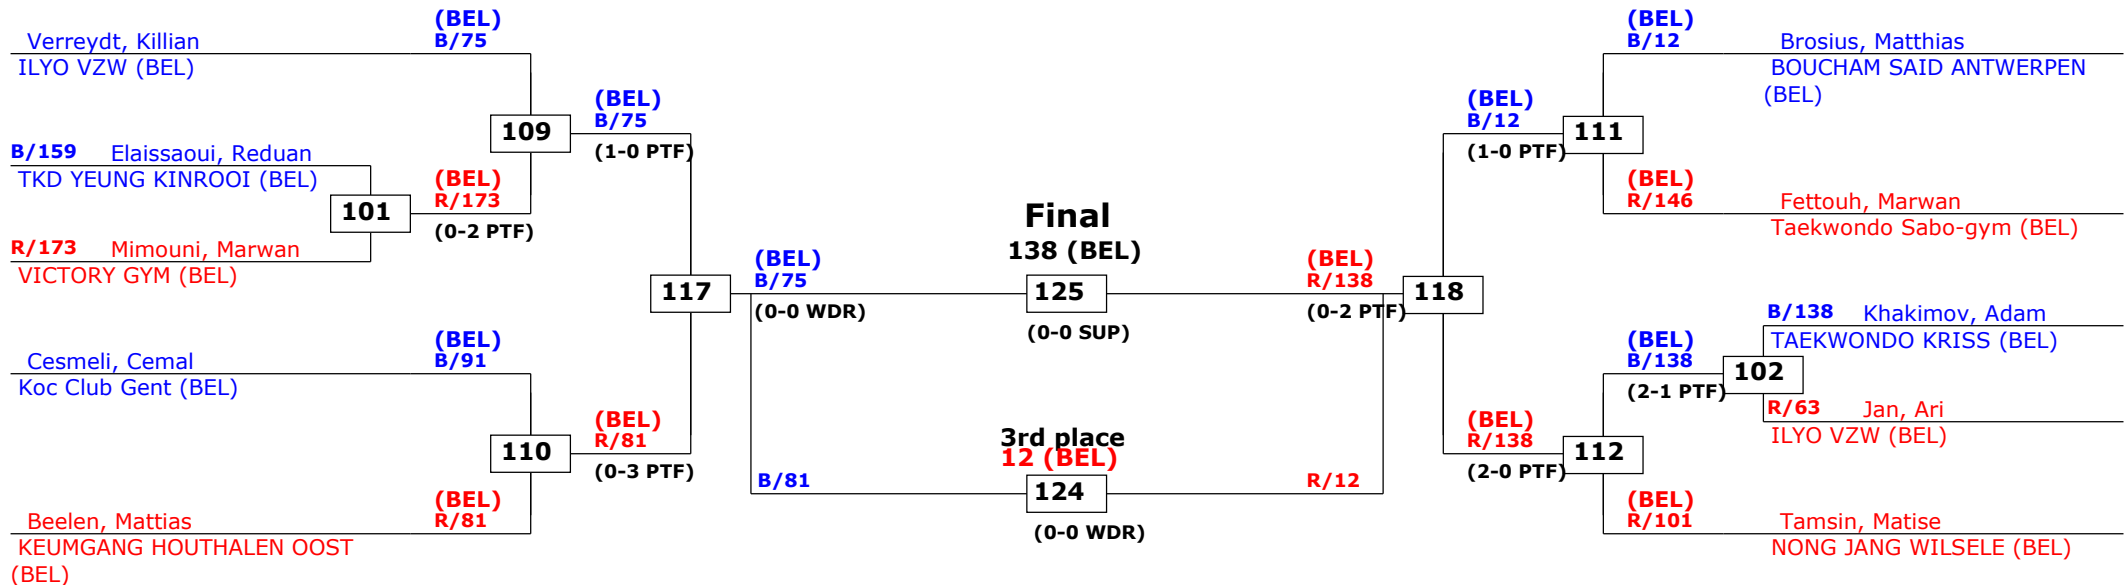 (BEL)
B/75
Verreydt, Killian
ILYO VZW (BEL)
109
(BEL)
B/75
(1-0 PTF)
B/159 Elaissaoui, Reduan
TKD YEUNG KINROOI (BEL)
101
(BEL)
R/173
(0-2 PTF)
R/173 Mimouni, Marwan
VICTORY GYM (BEL)
117
(BEL)
B/75
(0-0 WDR)
(BEL)
B/91
Cesmeli, Cemal
Koc Club Gent (BEL)
110
(BEL)
R/81
(0-3 PTF)
(BEL)
R/81
Beelen, Mattias
KEUMGANG HOUTHALEN OOST
(BEL)
Final
138 (BEL)
125
(0-0 SUP)
3rd place
12 (BEL)
B/81
124
R/12
(0-0 WDR)
(BEL)
R/138
(0-2 PTF)
118
(BEL)
B/12
(1-0 PTF)
111
(BEL)
B/12
Brosius, Matthias
BOUCHAM SAID ANTWERPEN
(BEL)
(BEL)
R/146
Fettouh, Marwan
Taekwondo Sabo-gym (BEL)
B/138 Khakimov, Adam
TAEKWONDO KRISS (BEL)
(BEL)
B/138
(2-1 PTF)
102
R/63 Jan, Ari
ILYO VZW (BEL)
(BEL)
R/138
(2-0 PTF)
112
(BEL)
R/101
Tamsin, Matise
NONG JANG WILSELE (BEL)